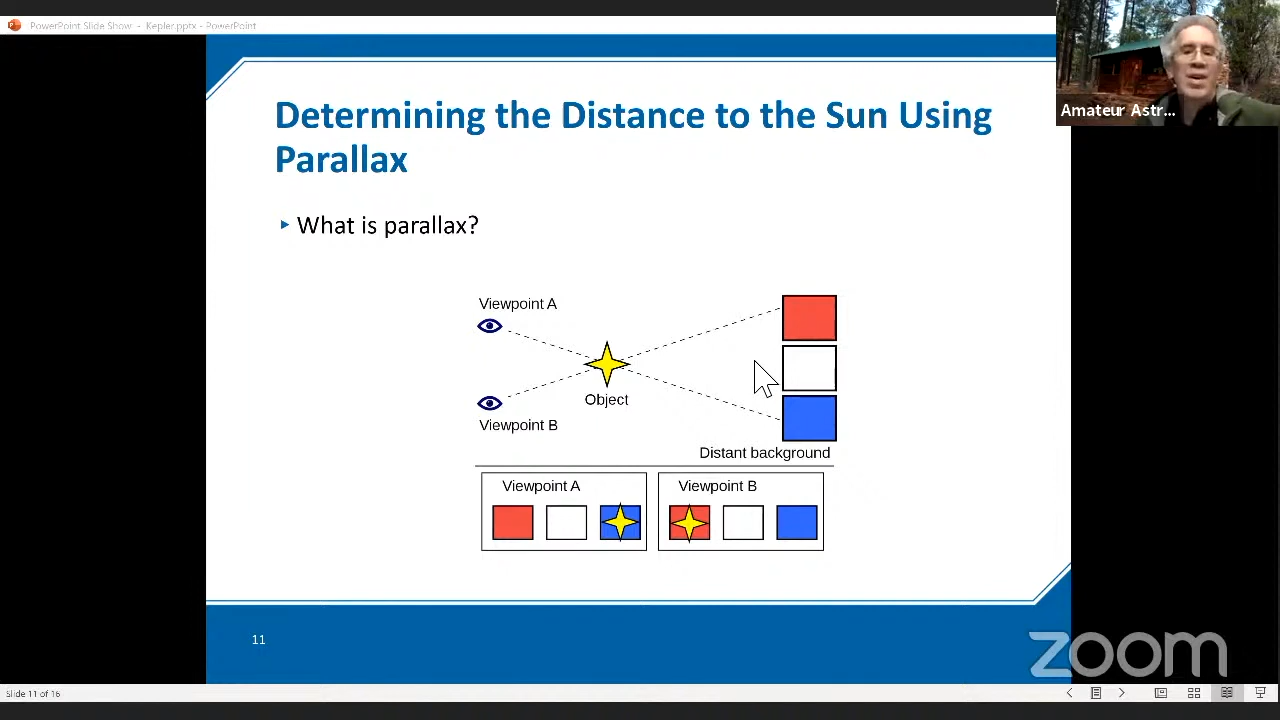 PowerPoint Slide Show - Kepler.pptx - PowerPoint
Amateur Astr...
Determining the Distance to the Sun Using
Parallax
What is parallax?
Viewpoint A
Object
Viewpoint B
Distant background
Viewpoint A
Viewpoint B
11
zoom
Slide 11 of 16